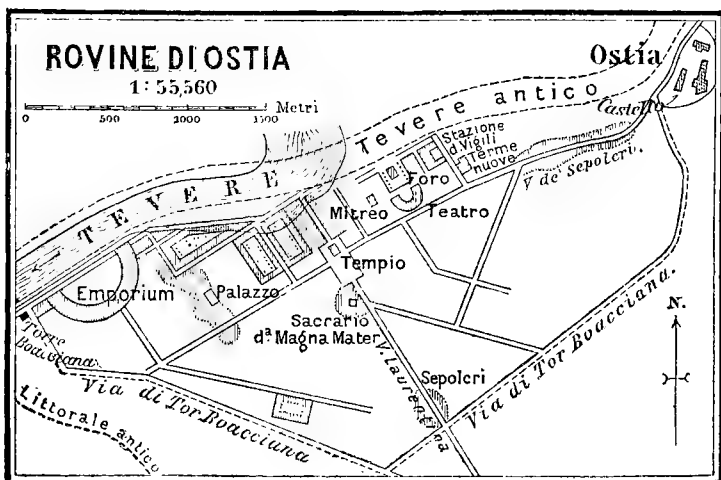 ROVINE DI OSTIA
1:55,560
0 500 1000 1500 Metri
Ostia
Castello
Tevere antico
TEVERE
Stazione
d. Vigili
Terme
nuove
Foro
V. de Sepolcri.
Mitreo
Teatro
Tempio
Emporium
Palazzo
Sacrario
d.ª Magna Mater
V. Laurentina
Sepolcri
Via di Tor Boacciana.
N.
Torre
Boacciana
Via di Tor Boacciana
Littorale antico